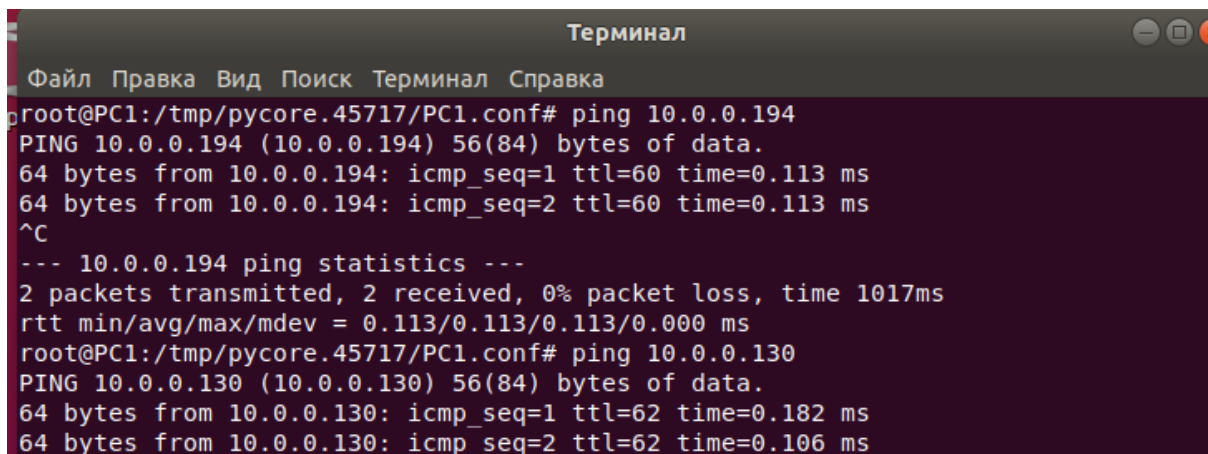 Терминал
Файл Правка Вид Поиск Терминал Справка
root@PC1:/tmp/pycore.45717/PC1.conf# ping 10.0.0.194
PING 10.0.0.194 (10.0.0.194) 56(84) bytes of data.
64 bytes from 10.0.0.194: icmp_seq=1 ttl=60 time=0.113 ms
64 bytes from 10.0.0.194: icmp_seq=2 ttl=60 time=0.113 ms
^C
--- 10.0.0.194 ping statistics ---
2 packets transmitted, 2 received, 0% packet loss, time 1017ms
rtt min/avg/max/mdev = 0.113/0.113/0.113/0.000 ms
root@PC1:/tmp/pycore.45717/PC1.conf# ping 10.0.0.130
PING 10.0.0.130 (10.0.0.130) 56(84) bytes of data.
64 bytes from 10.0.0.130: icmp_seq=1 ttl=62 time=0.182 ms
64 bytes from 10.0.0.130: icmp_seq=2 ttl=62 time=0.106 ms